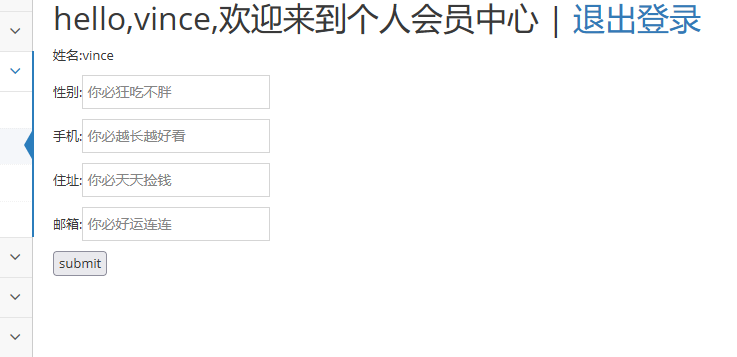 hello,vince,欢迎来到个人会员中心 | 退出登录
姓名:vince
性别:你必狂吃不胖
手机:你必越长越好看
住址:你必天天捡钱
邮箱:你必好运连连
submit